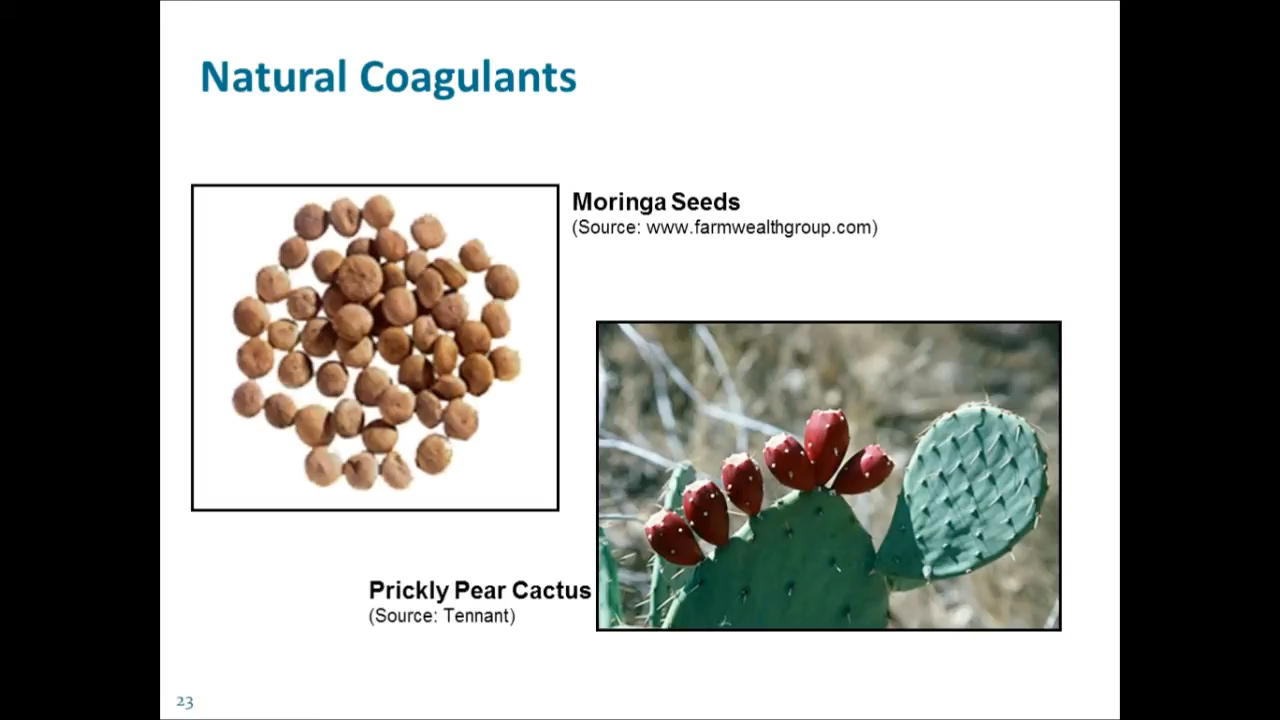 Natural Coagulants
Moringa Seeds
(Source: www.farmwealthgroup.com)
Prickly Pear Cactus
(Source: Tennant)
23